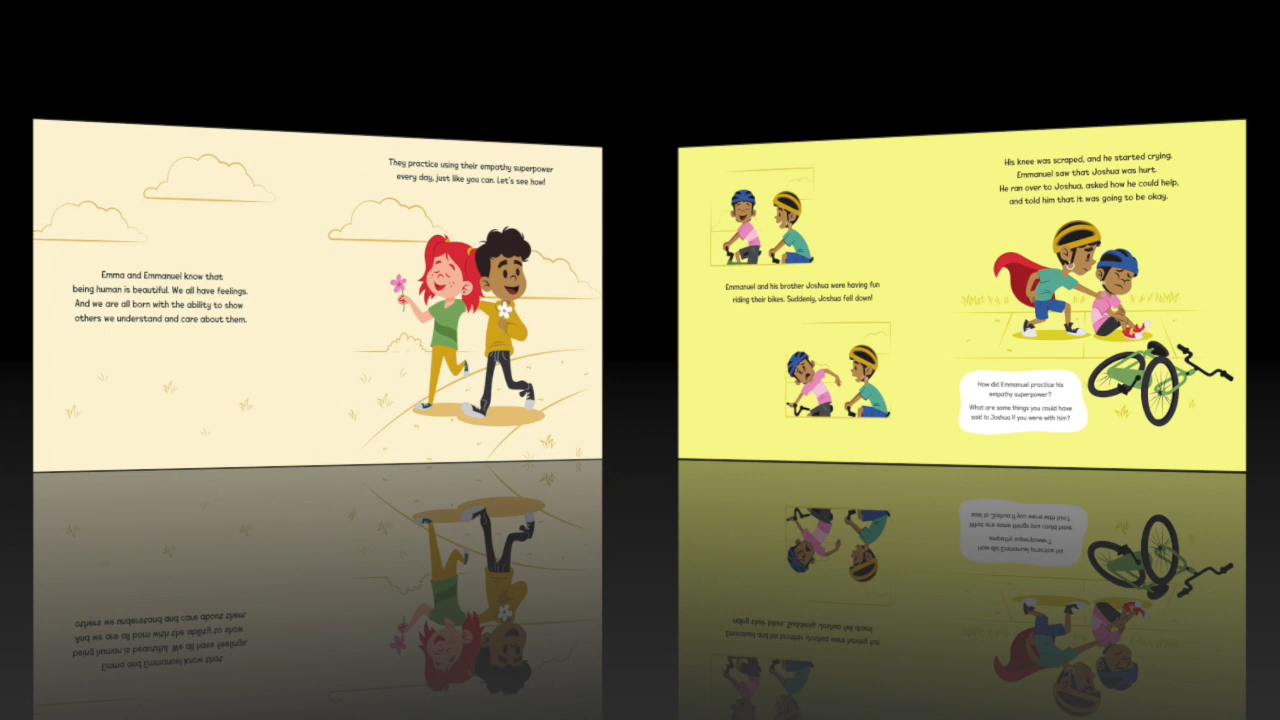 They practice using their empathy superpower
every day, just like you can. Let's see how!
Emma and Emmanuel know that
being human is beautiful. We all have feelings.
And we are all born with the ability to show
others we understand and care about them.
Emmanuel and his brother Joshua were having fun
riding their bikes. Suddenly, Joshua fell down!
His knee was scraped, and he started crying.
Emmanuel saw that Joshua was hurt.
He ran over to Joshua, asked how he could help,
and told him that it was going to be okay.
How did Emmanuel practice his
empathy superpower?
What are some things you could have
said to Joshua if you were with him?